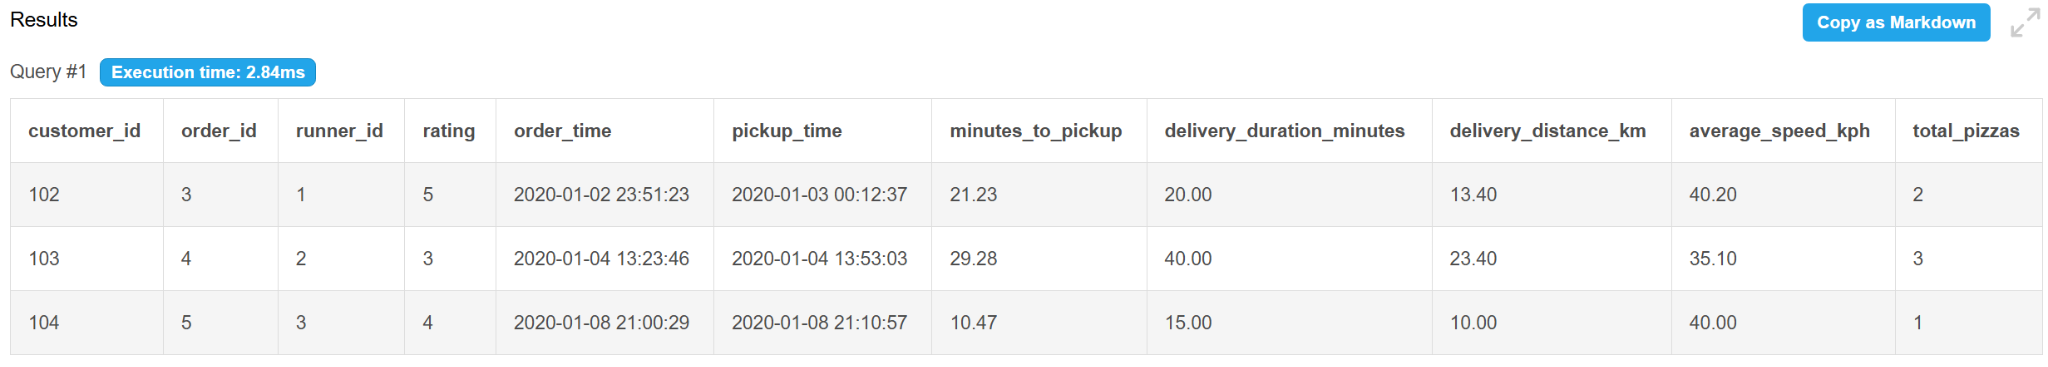 Results Copy as Markdown
Query #1 Execution time: 2.84ms
customer_id order_id runner_id rating order_time pickup_time minutes_to_pickup delivery_duration_minutes delivery_distance_km average_speed_kph total_pizzas
102 3 1 5 2020-01-02 23:51:23 2020-01-03 00:12:37 21.23 20.00 13.40 40.20 2
103 4 2 3 2020-01-04 13:23:46 2020-01-04 13:53:03 29.28 40.00 23.40 35.10 3
104 5 3 4 2020-01-08 21:00:29 2020-01-08 21:10:57 10.47 15.00 10.00 40.00 1